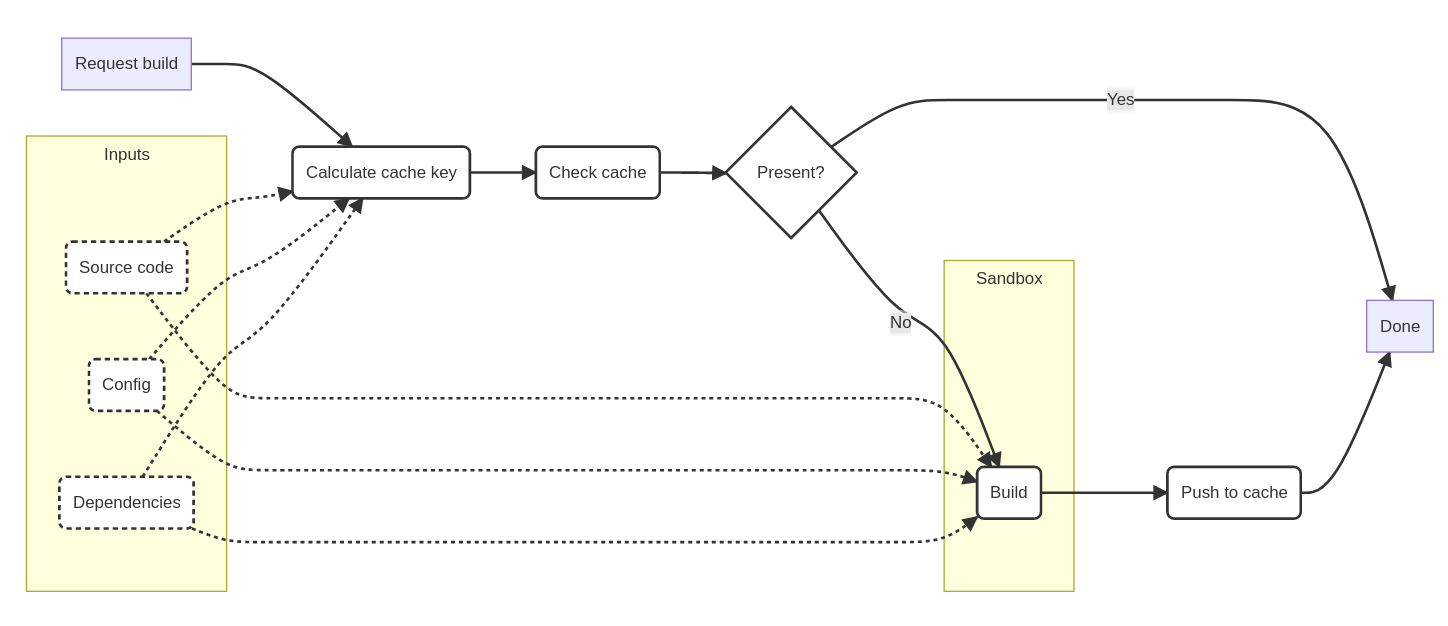 Request build
Inputs
Source code
Config
Dependencies
Calculate cache key
Check cache
Present?
Yes
No
Sandbox
Build
Push to cache
Done